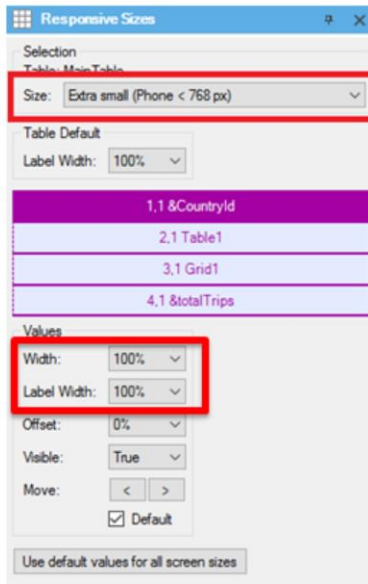 Responsive Sizes
Selection
Table: MainTable
Size: Extra small (Phone < 768 px)
Table Default
Label Width: 100%
1,1 &CountryId
2,1 Table1
3,1 Grid1
4,1 &totalTrips
Values
Width: 100%
Label Width: 100%
Offset: 0%
Visible: True
Move: < >
Default
Use default values for all screen sizes